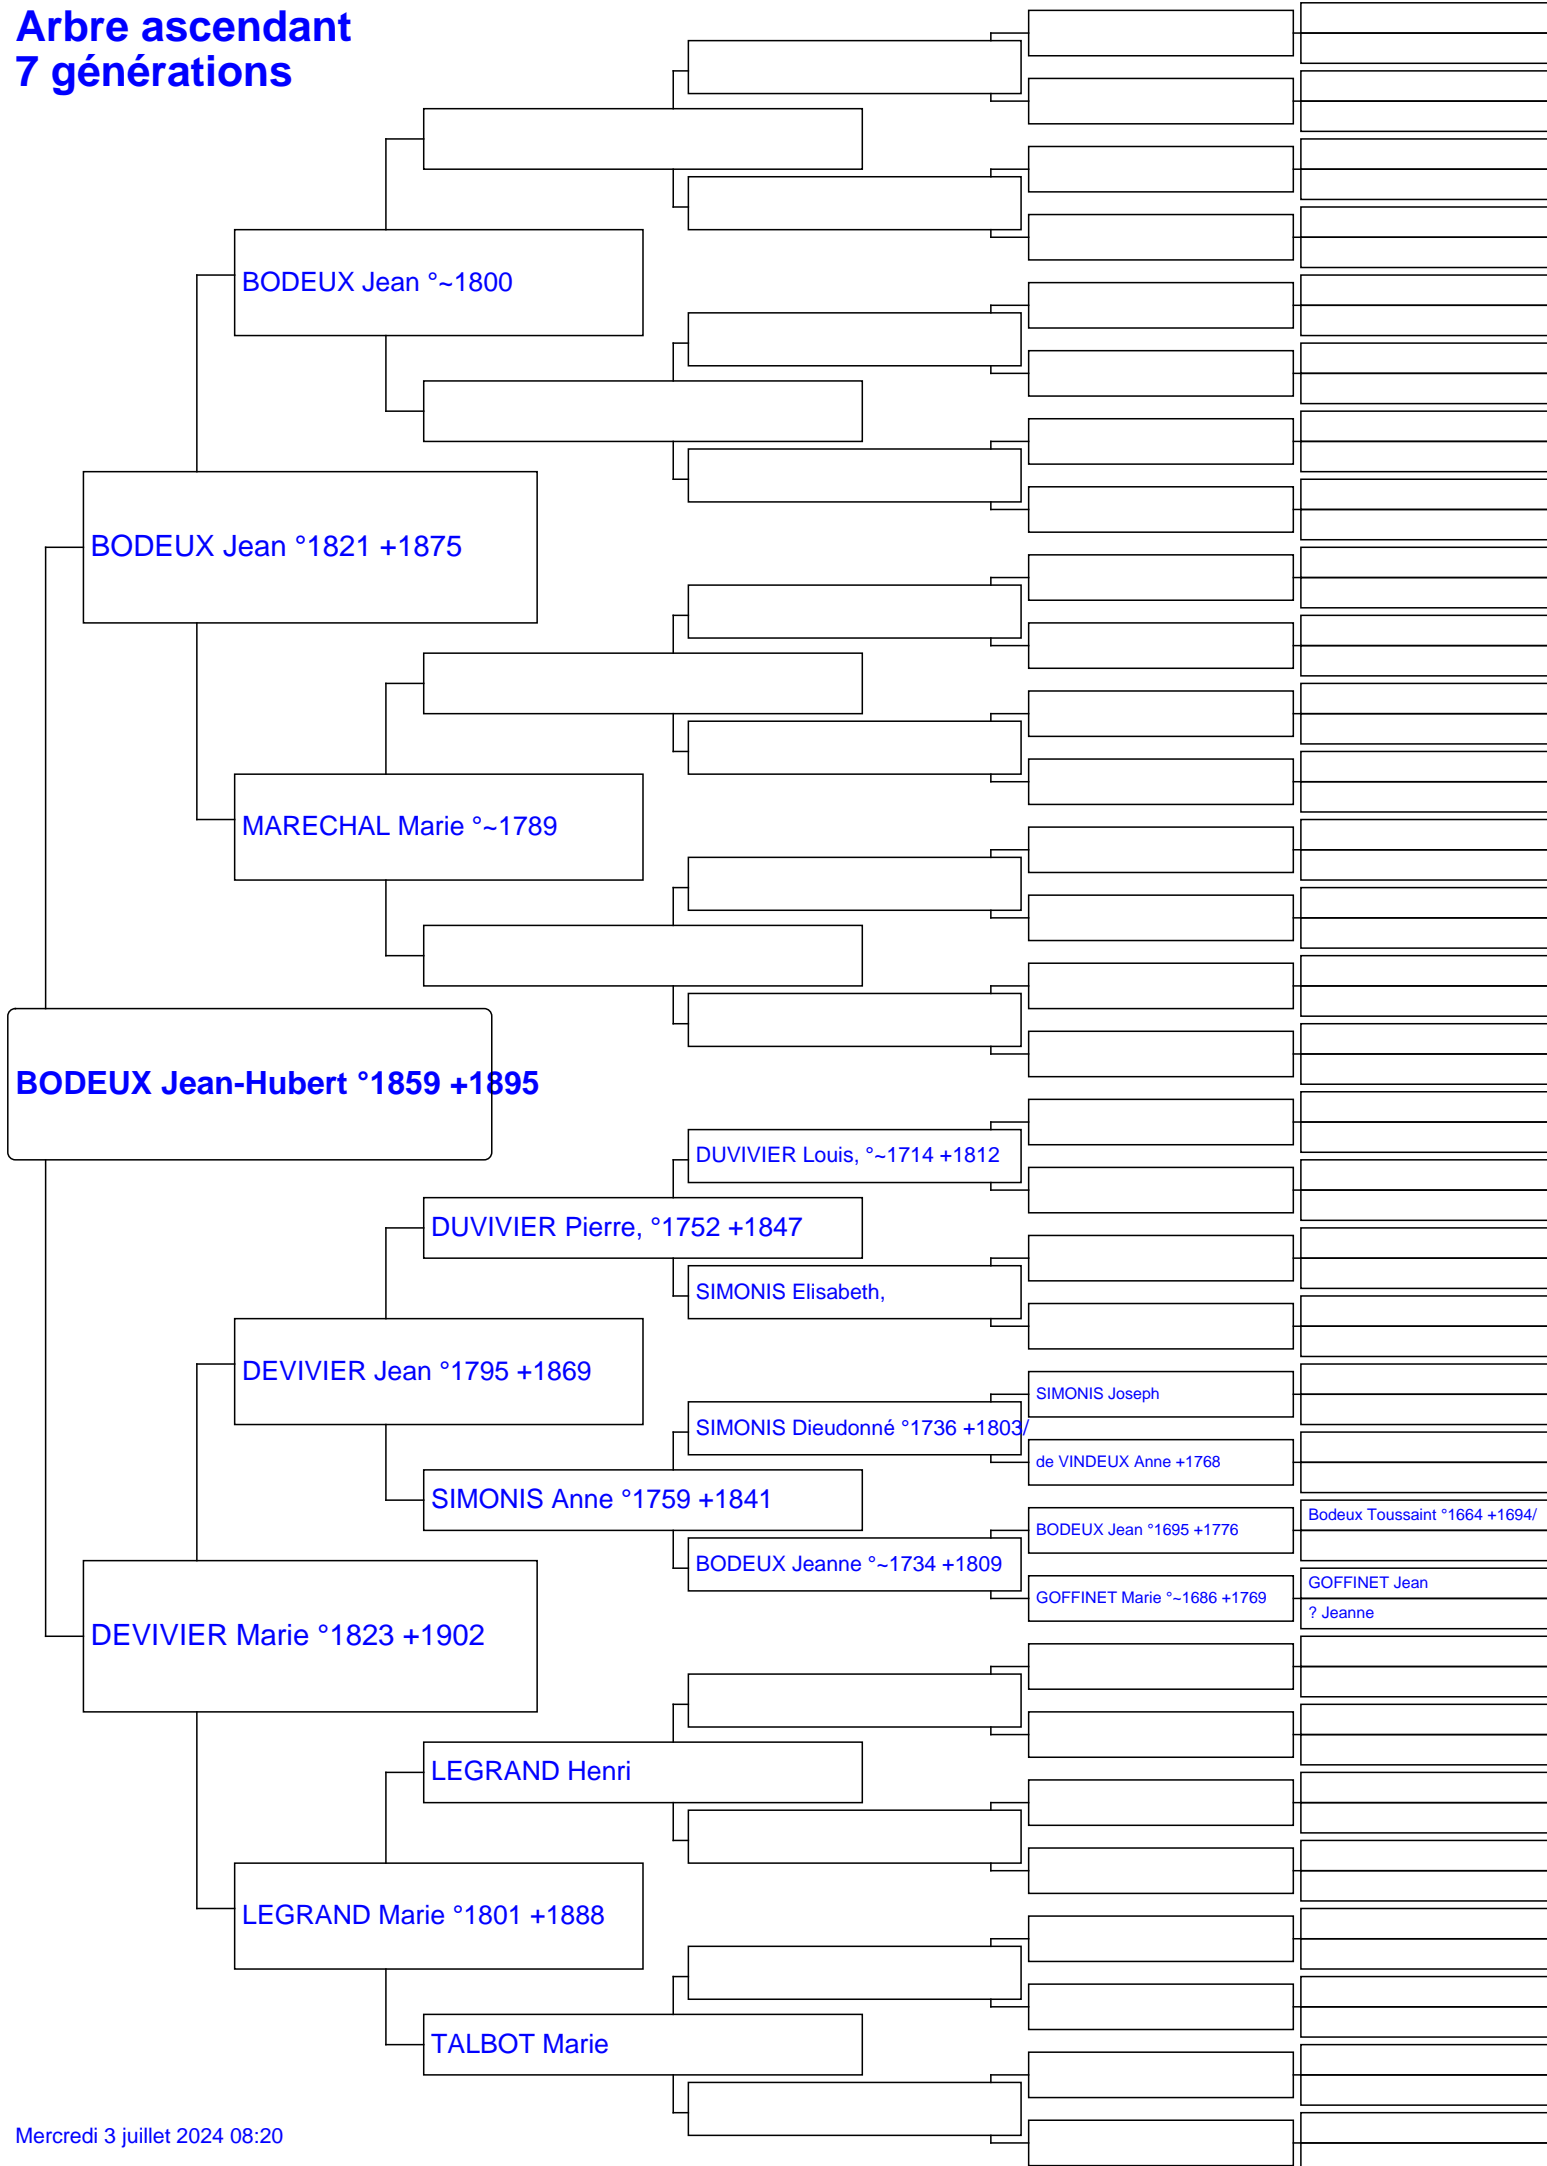 Arbre ascendant
7 générations
BODEUX Jean °~1800
BODEUX Jean °1821 +1875
MARECHAL Marie °~1789
BODEUX Jean-Hubert °1859 +1895
DUVIVIER Louis, °~1714 +1812
DUVIVIER Pierre, °1752 +1847
SIMONIS Elisabeth,
DEVIVIER Jean °1795 +1869
SIMONIS Joseph
SIMONIS Dieudonné °1736 +1803/
de VINDEUX Anne +1768
SIMONIS Anne °1759 +1841
Bodeux Toussaint °1664 +1694/
BODEUX Jean °1695 +1776
BODEUX Jeanne °~1734 +1809
GOFFINET Jean
GOFFINET Marie °~1686 +1769
? Jeanne
DEVIVIER Marie °1823 +1902
LEGRAND Henri
LEGRAND Marie °1801 +1888
TALBOT Marie
Mercredi 3 juillet 2024 08:20